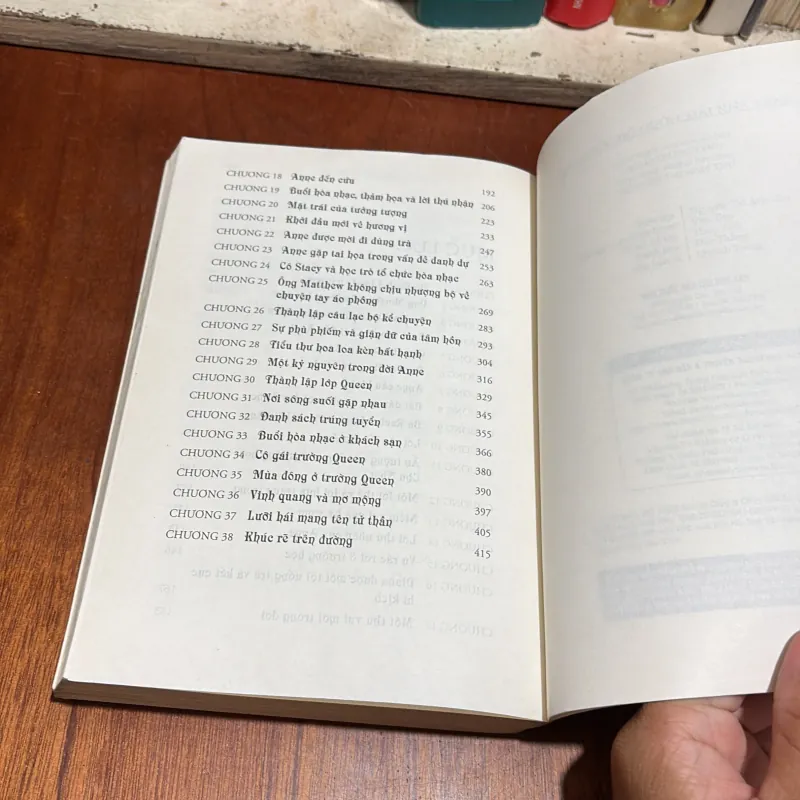 CHƯƠNG 18 Anne đến cứu 192
CHƯƠNG 19 Buổi hòa nhạc, thảm họa và lời thú nhận 206
CHƯƠNG 20 Mặt trái của tưởng tượng 223
CHƯƠNG 21 Khởi đầu mới về hương vị 233
CHƯƠNG 22 Anne được mời đi dùng trà 247
CHƯƠNG 23 Anne gặp tai họa trong vấn đề danh dự 253
CHƯƠNG 24 Cô Stacy và học trò tổ chức hòa nhạc 263
CHƯƠNG 25 Ông Matthew không chịu nhượng bộ về
chuyện tay áo phồng 269
CHƯƠNG 26 Thành lập câu lạc bộ kể chuyện 283
CHƯƠNG 27 Sự phù phiếm và giận dữ của tâm hồn 293
CHƯƠNG 28 Tiểu thư hoa loa kèn bất hạnh 304
CHƯƠNG 29 Một kỷ nguyên trong đời Anne 316
CHƯƠNG 30 Thành lập lớp Queen 329
CHƯƠNG 31 Nơi sông suối gặp nhau 345
CHƯƠNG 32 Danh sách trúng tuyển 355
CHƯƠNG 33 Buổi hòa nhạc ở khách sạn 366
CHƯƠNG 34 Cô gái trường Queen 380
CHƯƠNG 35 Mùa đông ở trường Queen 390
CHƯƠNG 36 Vinh quang và mơ mộng 397
CHƯƠNG 37 Lưỡi hái mang tên tử thần 405
CHƯƠNG 38 Khúc rẽ trên đường 415